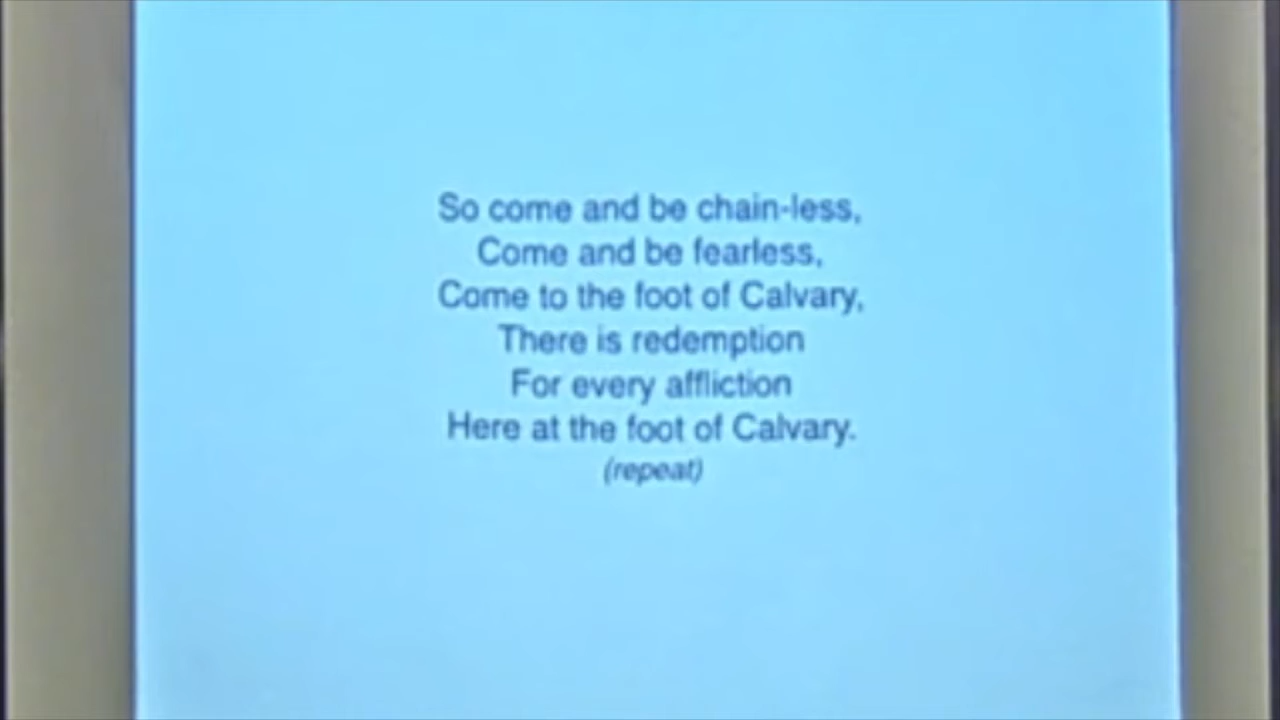 So come and be chain-less,
Come and be fearless,
Come to the foot of Calvary,
There is redemption
For every affliction
Here at the foot of Calvary.
(repeat)